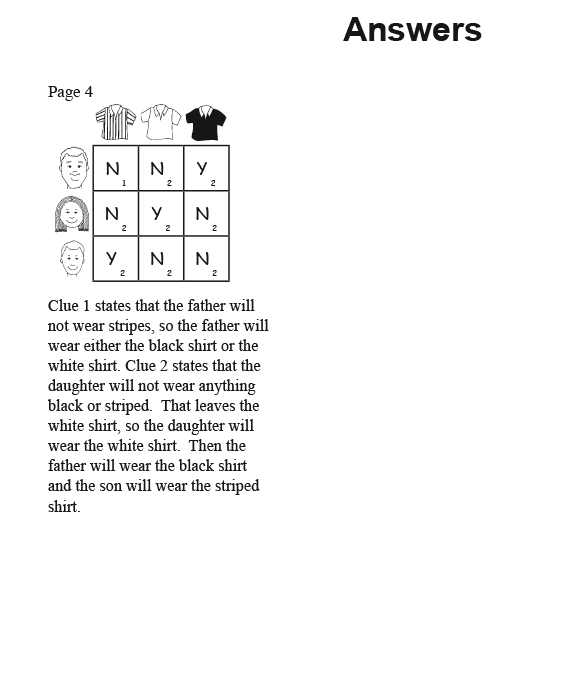 Answers
Page 4
N 1 N 2 Y 2
N 2 Y 2 N 2
Y 2 N 2 N 2
Clue 1 states that the father will
not wear stripes, so the father will
wear either the black shirt or the
white shirt. Clue 2 states that the
daughter will not wear anything
black or striped.  That leaves the
white shirt, so the daughter will
wear the white shirt.  Then the
father will wear the black shirt
and the son will wear the striped
shirt.